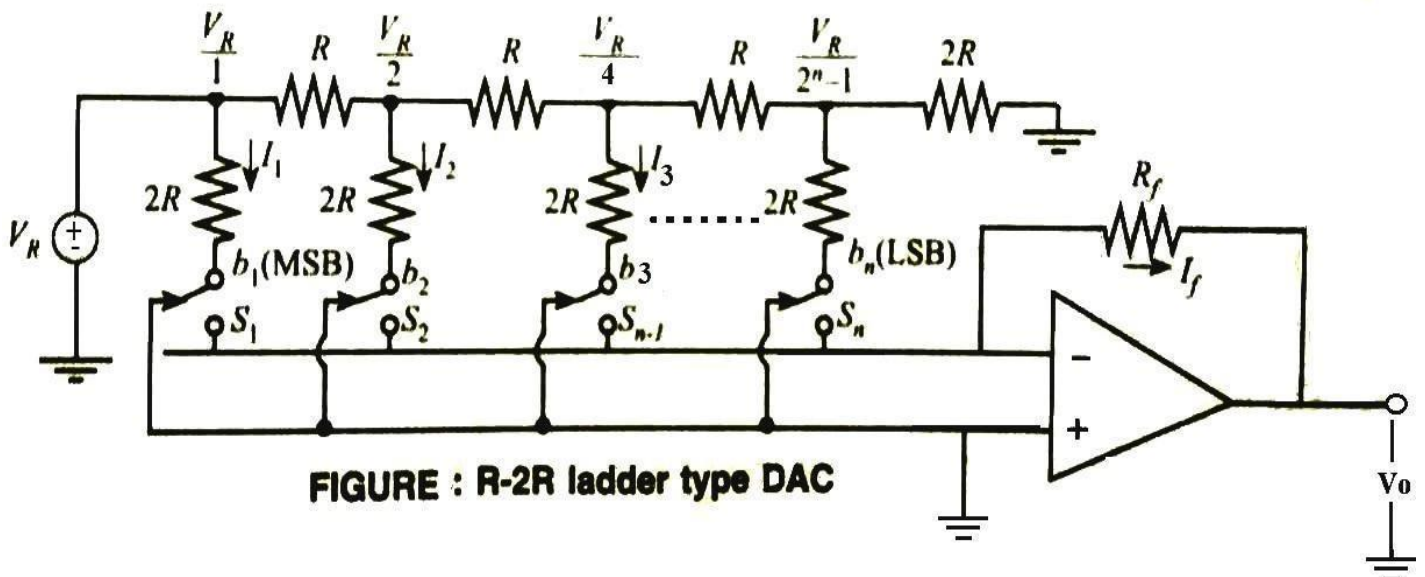 V_R/1 R V_R/2 R V_R/4 R V_R/2^n-1 2R
I_1 I_2 I_3 R_f
2R 2R 2R ....... 2R
V_R + -
b_1(MSB) b_2 b_3 b_n(LSB) I_f
S_1 S_2 S_n-1 S_n
-
+
FIGURE : R-2R ladder type DAC
Vo